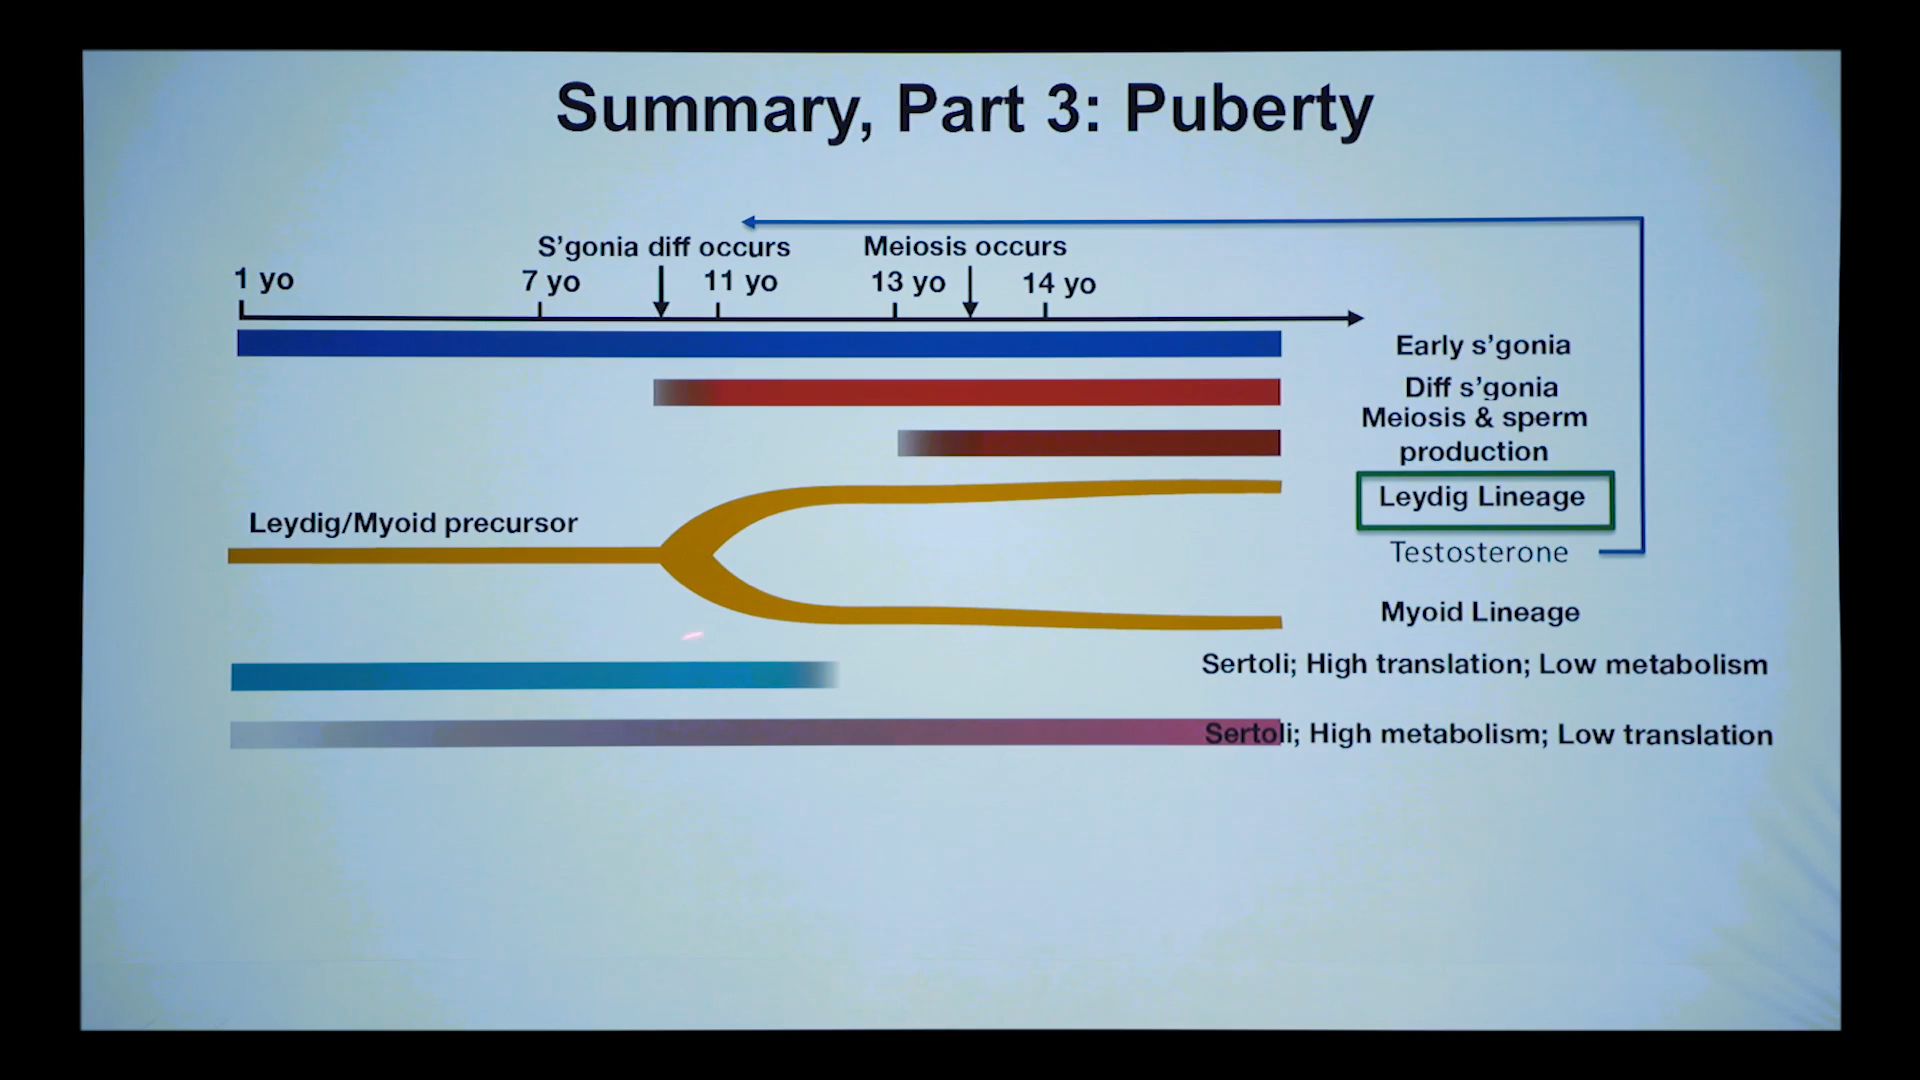 Summary, Part 3: Puberty
S'gonia diff occurs
Meiosis occurs
1 yo
7 yo
11 yo
13 yo
14 yo
Early s'gonia
Diff s'gonia
Meiosis & sperm
production
Leydig Lineage
Leydig/Myoid precursor
Testosterone
Myoid Lineage
Sertoli; High translation; Low metabolism
Sertoli; High metabolism; Low translation